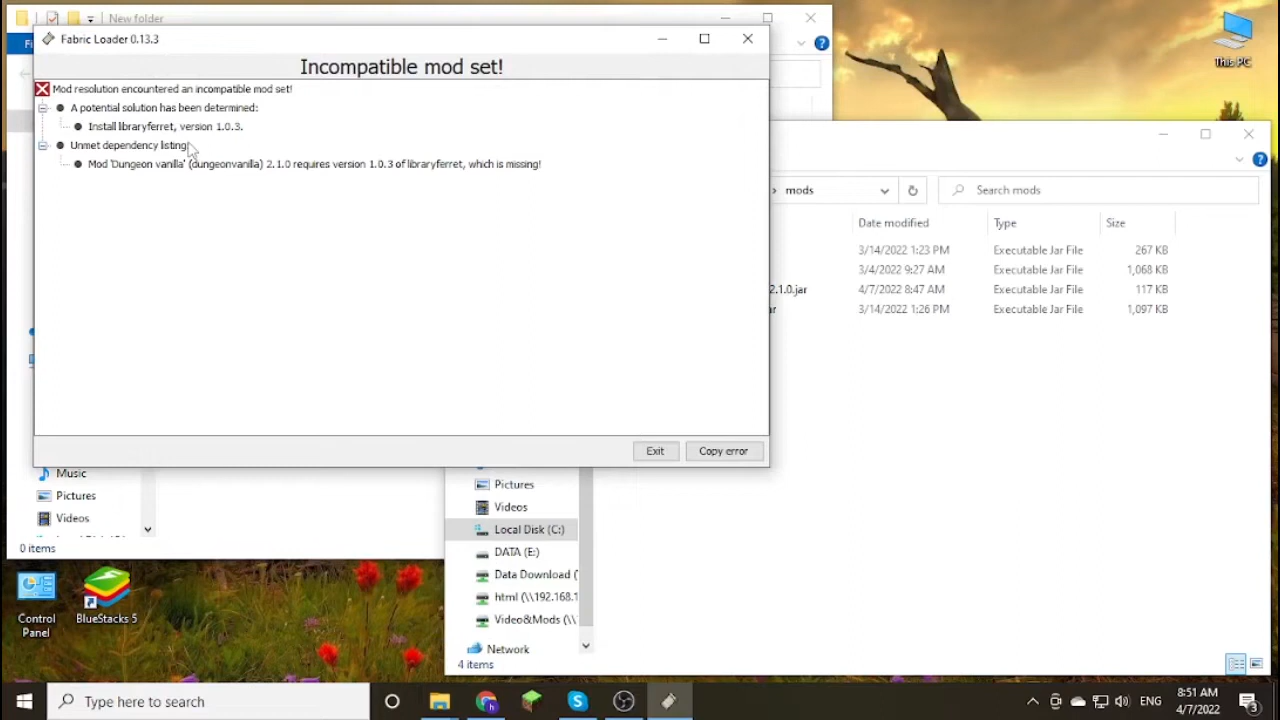 New folder
Fabric Loader 0.13.3
Incompatible mod set!
Mod resolution encountered an incompatible mod set!
A potential solution has been determined:
Install libraryferret, version 1.0.3.
Unmet dependency listing:
Mod 'Dungeon vanilla' (dungeonvanilla) 2.1.0 requires version 1.0.3 of libraryferret, which is missing!
Exit
Copy error
This PC
mods
Search mods
Date modified
Type
Size
3/14/2022 1:23 PM
Executable Jar File
267 KB
3/4/2022 9:27 AM
Executable Jar File
1,068 KB
2.1.0.jar
4/7/2022 8:47 AM
Executable Jar File
117 KB
ar
3/14/2022 1:26 PM
Executable Jar File
1,097 KB
Music
Pictures
Videos
0 items
Pictures
Videos
Local Disk (C:)
DATA (E:)
Data Download (
html (\\192.168.1
Video&Mods (\\
Network
4 items
Control
Panel
BlueStacks 5
Type here to search
ENG
8:51 AM
4/7/2022
3